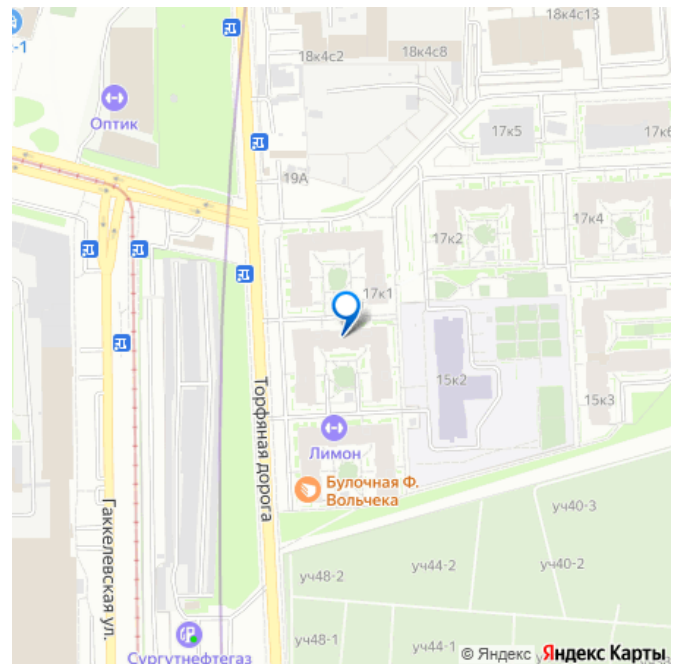 18к4с13
18к4с2
18к4с8
с-1
Оптик
17к5
17к6
19А
17к4
17к2
17к1
15к2
15к3
Торфяная дорога
Лимон
Булочная Ф.
Вольчека
Гаккелевская ул.
уч40-3
уч48-2
уч44-2
уч40-2
уч48-1
уч44-1
Сургутнефтегаз
© Яндекс Яндекс Карты